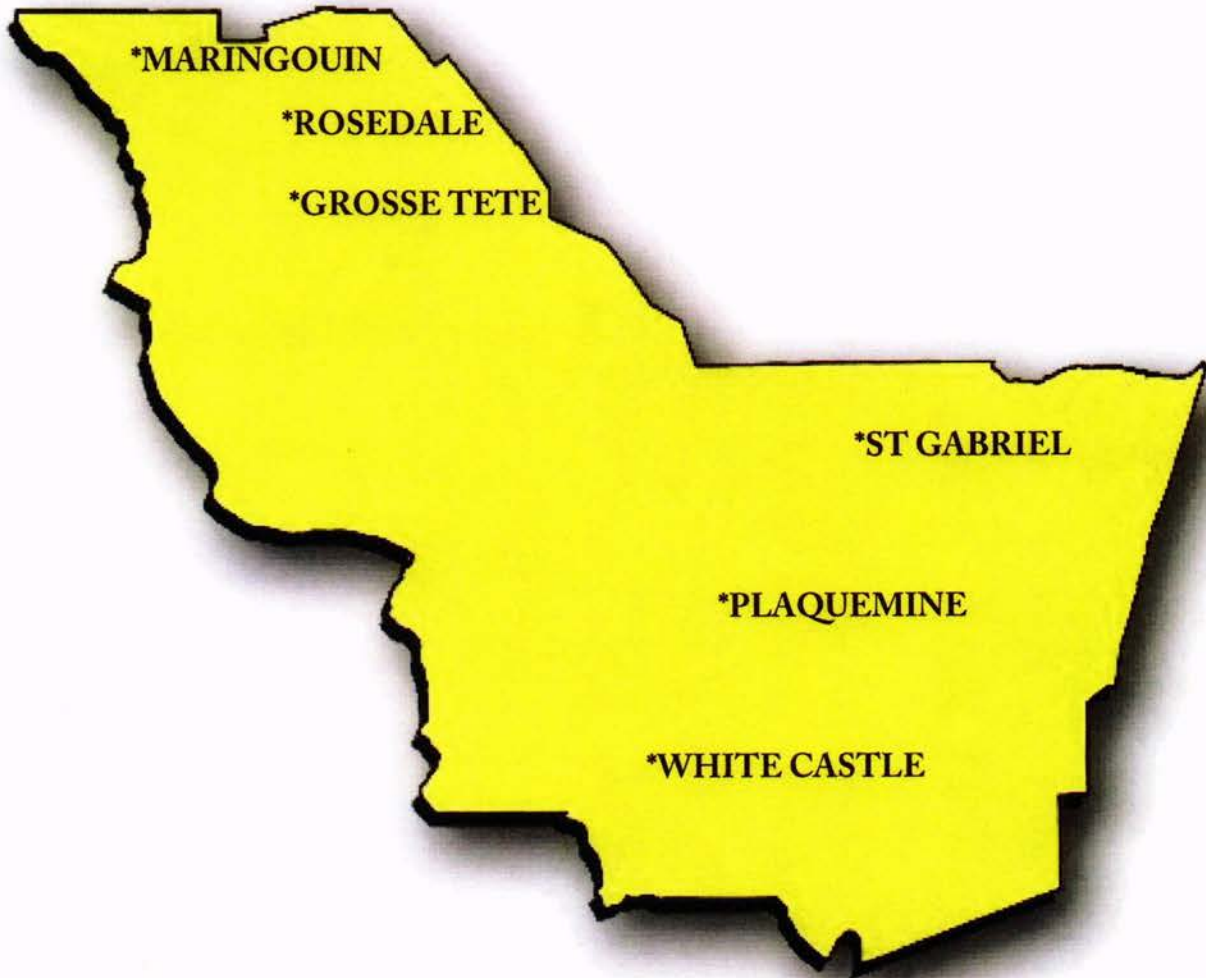 *MARINGOUIN
*ROSEDALE
*GROSSE TETE
*ST GABRIEL
*PLAQUEMINE
*WHITE CASTLE